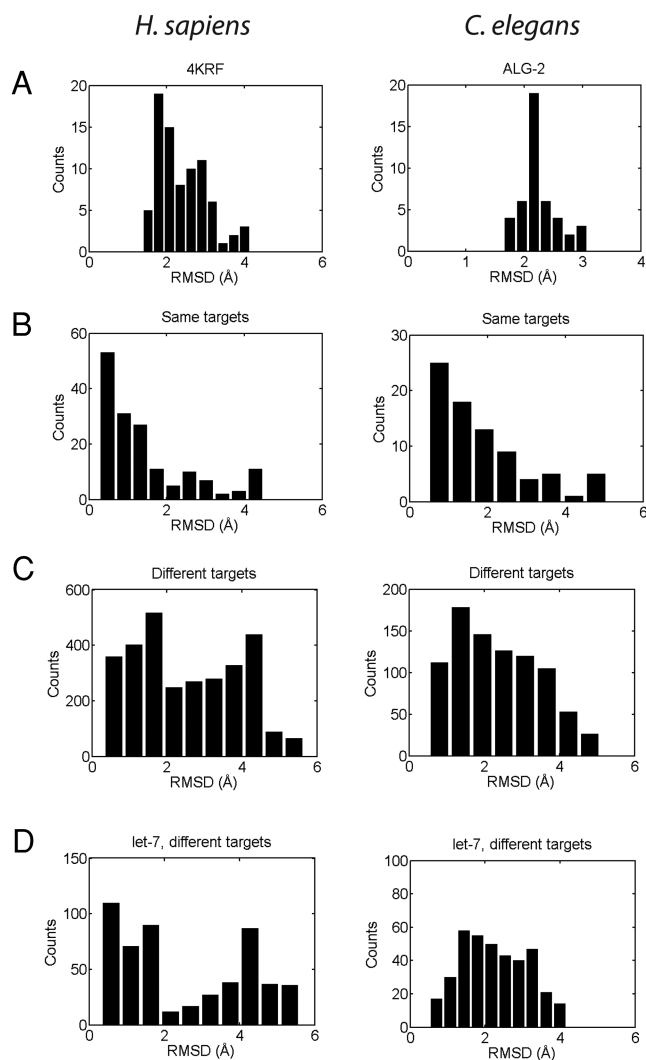 H. sapiens
C. elegans
A
4KRF
20
15
10
5
0
Counts
0
2
4
6
RMSD (Å)
ALG-2
20
15
10
5
0
Counts
0
1
2
3
4
RMSD (Å)
B
Same targets
60
40
20
0
Counts
0
2
4
6
RMSD (Å)
Same targets
30
20
10
0
Counts
0
2
4
6
RMSD (Å)
C
Different targets
600
400
200
0
Counts
0
2
4
6
RMSD (Å)
Different targets
200
150
100
50
0
Counts
0
2
4
6
RMSD (Å)
D
let-7, different targets
150
100
50
0
Counts
0
2
4
6
RMSD (Å)
let-7, different targets
100
80
60
40
20
0
Counts
0
2
4
6
RMSD (Å)